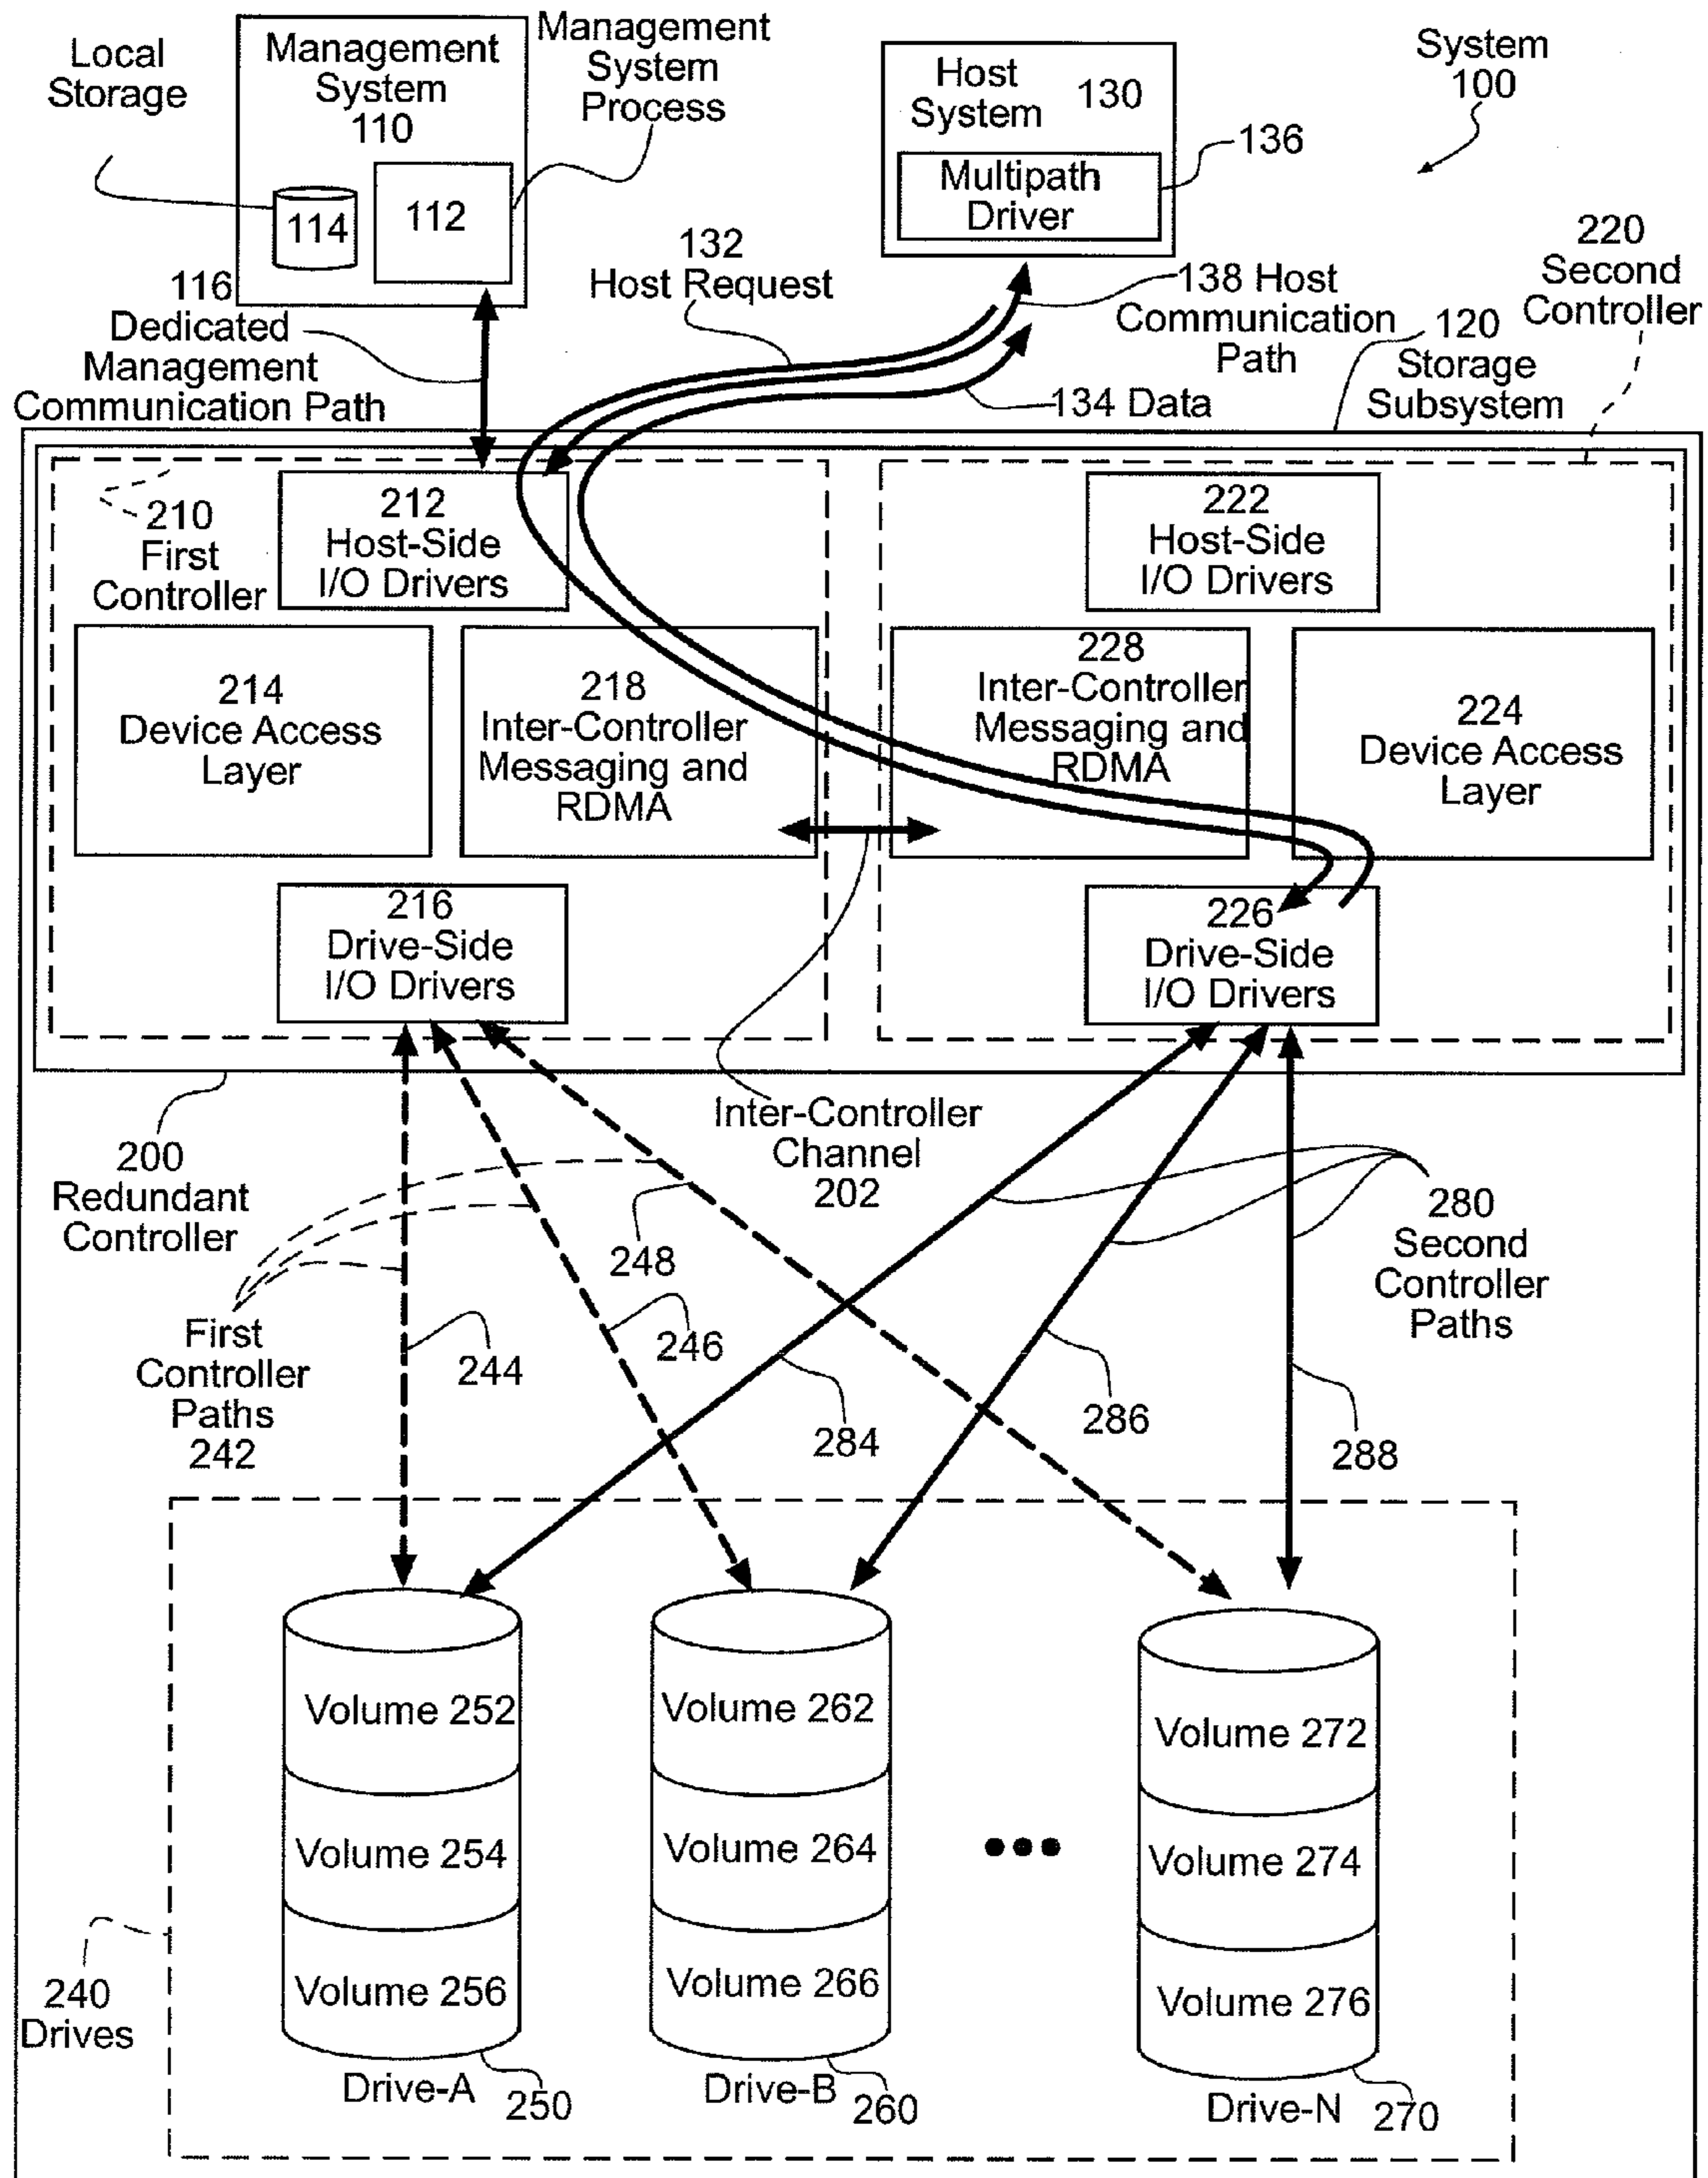 Local
Storage
Management
System
110
114
112
Management
System
Process
Host
System
130
Multipath
Driver
136
System
100
132
Host Request
138 Host
Communication
Path
134 Data
116
Dedicated
Management
Communication Path
120
Storage
Subsystem
220
Second
Controller
210
First
Controller
212
Host-Side
I/O Drivers
222
Host-Side
I/O Drivers
214
Device Access
Layer
218
Inter-Controller
Messaging and
RDMA
228
Inter-Controller
Messaging and
RDMA
224
Device Access
Layer
216
Drive-Side
I/O Drivers
226
Drive-Side
I/O Drivers
200
Redundant
Controller
Inter-Controller
Channel
202
280
Second
Controller
Paths
First
Controller
Paths
242
244
246
248
284
286
288
Volume 252
Volume 254
Volume 256
Volume 262
Volume 264
Volume 266
Volume 272
Volume 274
Volume 276
240
Drives
Drive-A 250
Drive-B 260
Drive-N 270